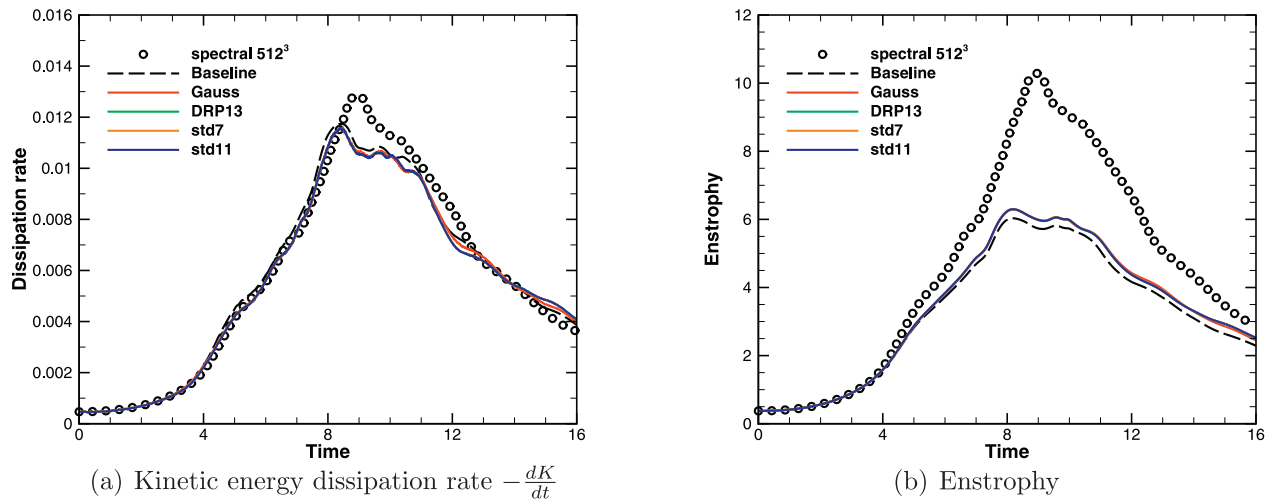 0.016
0.014
0.012
0.01
0.008
0.006
0.004
0.002
0
Dissipation rate
spectral 512³
Baseline
Gauss
DRP13
std7
std11
0 4 8 12 16
Time
(a) Kinetic energy dissipation rate −dK/dt
12
10
8
6
4
2
0
Enstrophy
spectral 512³
Baseline
Gauss
DRP13
std7
std11
0 4 8 12 16
Time
(b) Enstrophy